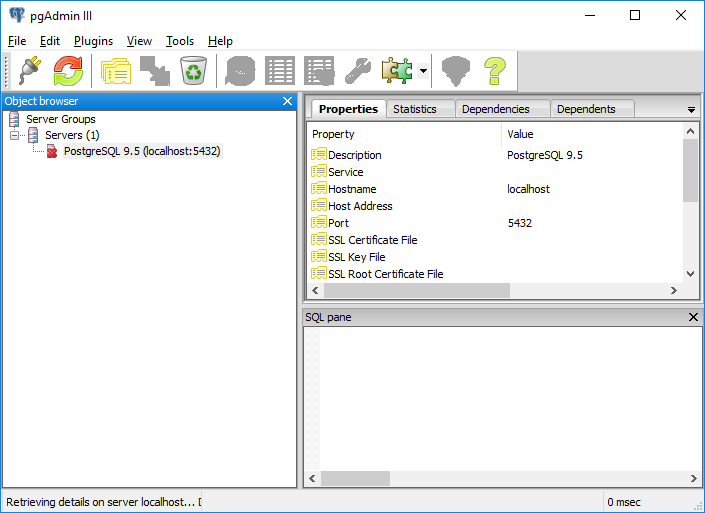 pgAdmin III
File Edit Plugins View Tools Help
Object browser
Server Groups
Servers (1)
PostgreSQL 9.5 (localhost:5432)
Properties Statistics Dependencies Dependents
Property Value
Description PostgreSQL 9.5
Service
Hostname localhost
Host Address
Port 5432
SSL Certificate File
SSL Key File
SSL Root Certificate File
SQL pane
Retrieving details on server localhost... D
0 msec